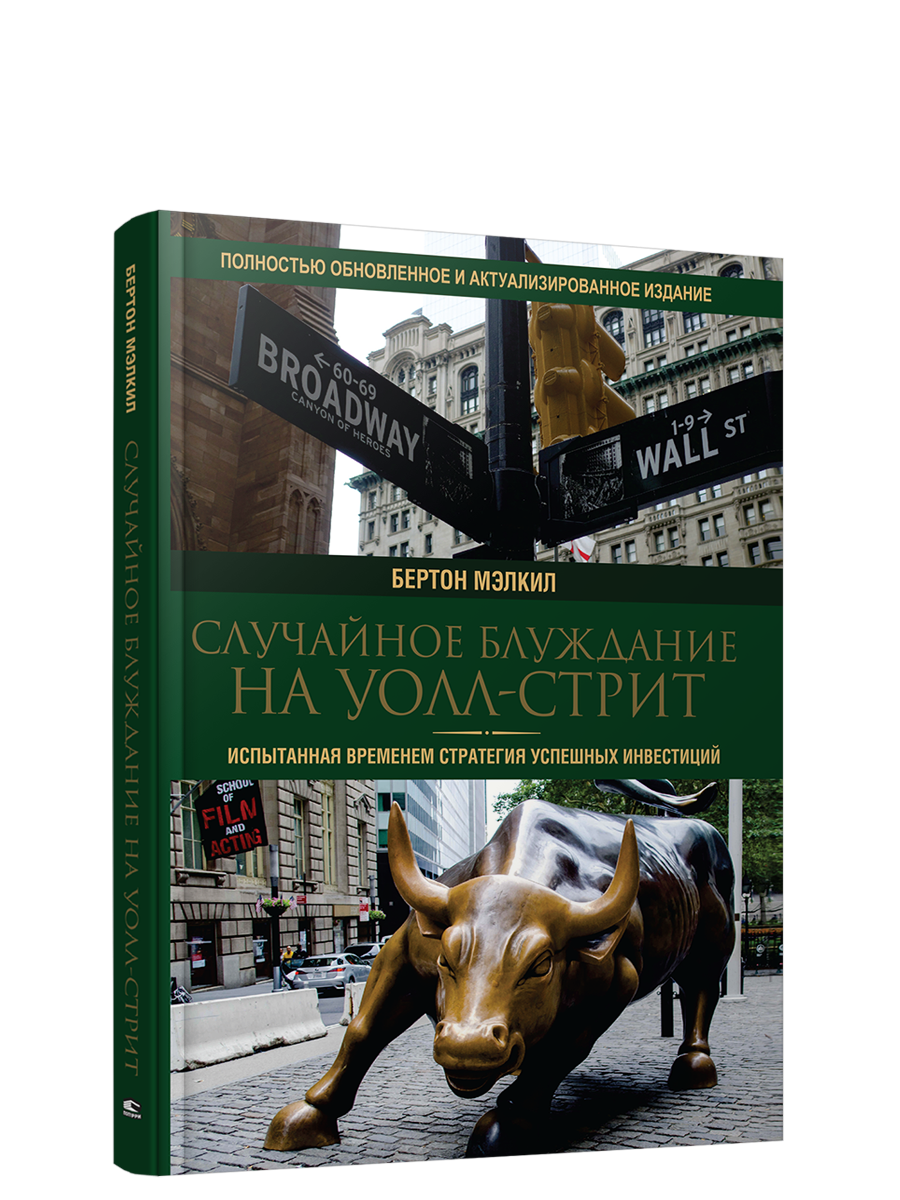 БЕРТОН МЭЛКИЛ СЛУЧАЙНОЕ БЛУЖДАНИЕ НА УОЛЛ-СТРИТ
ПОПУРРИ
ПОЛНОСТЬЮ ОБНОВЛЕННОЕ И АКТУАЛИЗИРОВАННОЕ ИЗДАНИЕ
←60-69
BROADWAY
CANYON OF HEROES
1-9→
WALL ST
БЕРТОН МЭЛКИЛ
СЛУЧАЙНОЕ БЛУЖДАНИЕ
НА УОЛЛ-СТРИТ
ИСПЫТАННАЯ ВРЕМЕНЕМ СТРАТЕГИЯ УСПЕШНЫХ ИНВЕСТИЦИЙ
SCHOOL
OF
FILM
AND
ACTING